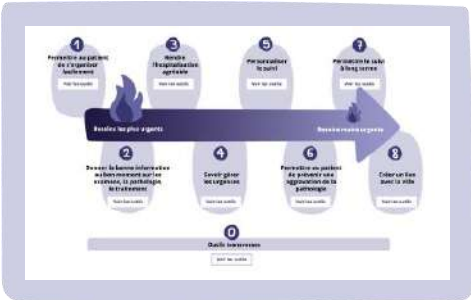 1
Permettre au patient
de s'organiser
facilement
Voir les outils
3
Rendre
l'hospitalisation
agréable
Voir les outils
5
Personnaliser
le suivi
Voir les outils
7
Permettre le suivi
à long terme
Voir les outils
Besoins les plus urgents
Besoins moins urgents
2
Donner la bonne information
au bon moment sur les
examens, la pathologie,
le traitement
Voir les outils
4
Savoir gérer
les urgences
Voir les outils
6
Permettre au patient
de prévenir une
aggravation de la
pathologie
Voir les outils
8
Créer un lien
avec la ville
Voir les outils
0
Outils transverses
Voir les outils